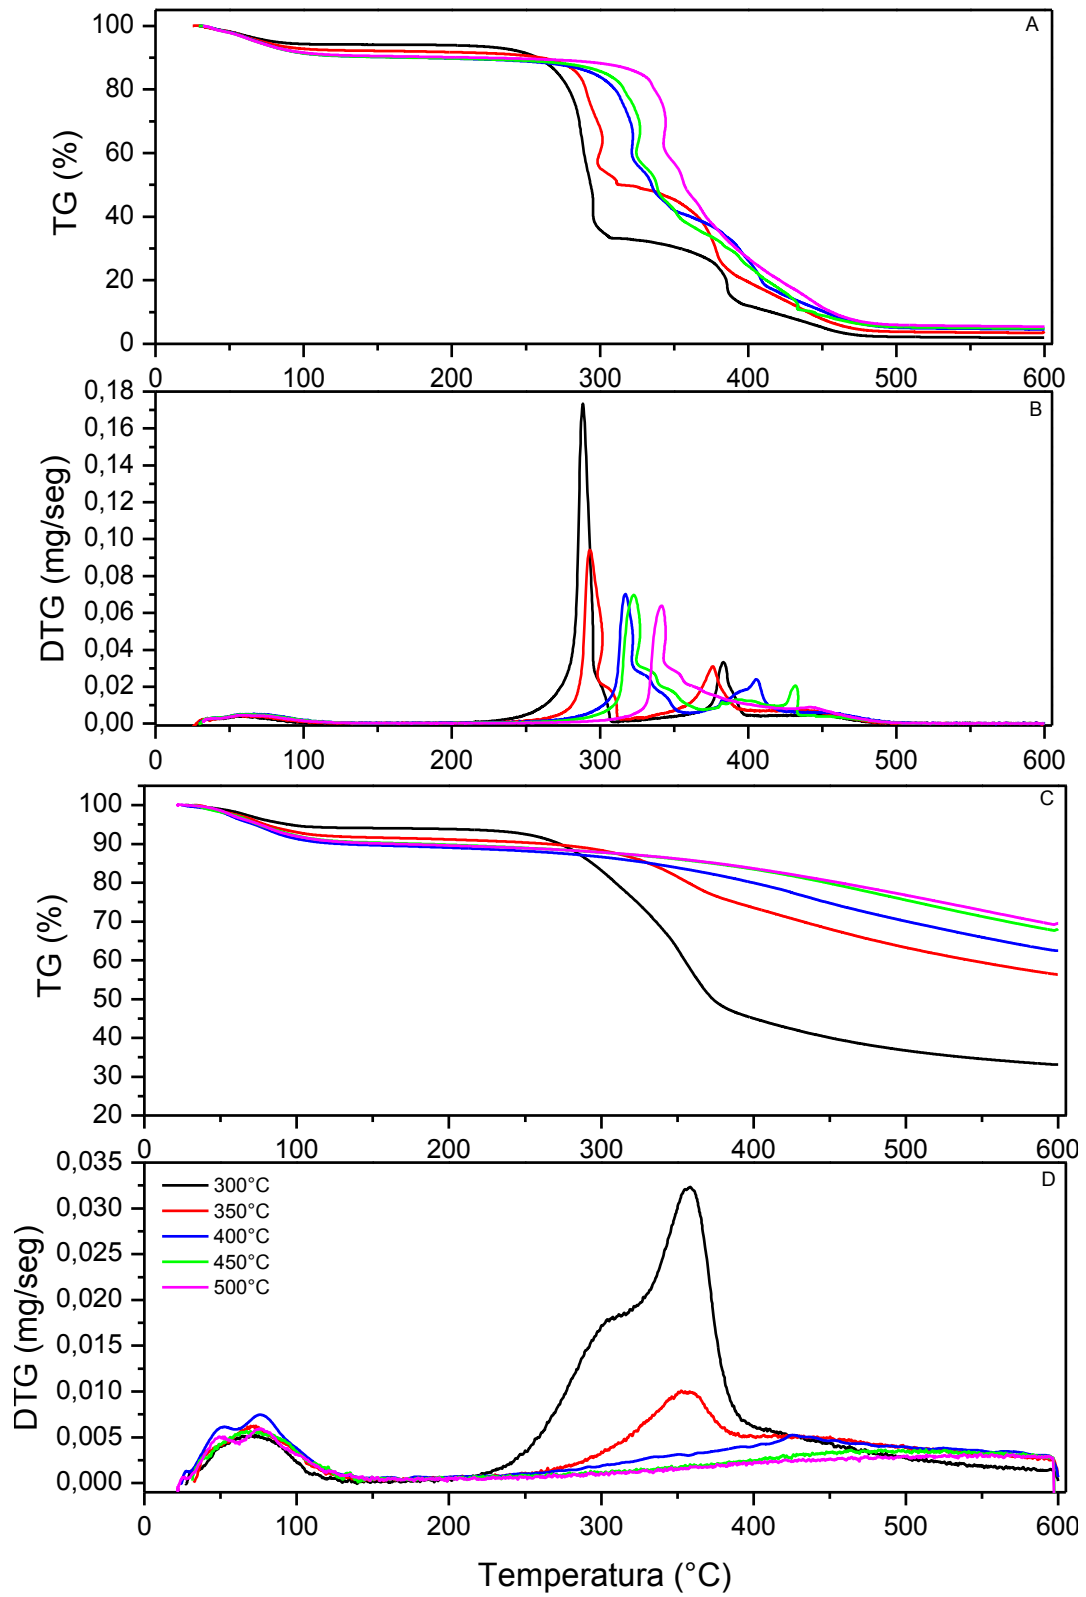 A
TG (%)
100
80
60
40
20
0
0 100 200 300 400 500 600
B
DTG (mg/seg)
0,18
0,16
0,14
0,12
0,10
0,08
0,06
0,04
0,02
0,00
0 100 200 300 400 500 600
C
TG (%)
100
90
80
70
60
50
40
30
20
0 100 200 300 400 500 600
D
DTG (mg/seg)
0,035
0,030
0,025
0,020
0,015
0,010
0,005
0,000
300°C
350°C
400°C
450°C
500°C
0 100 200 300 400 500 600
Temperatura (°C)